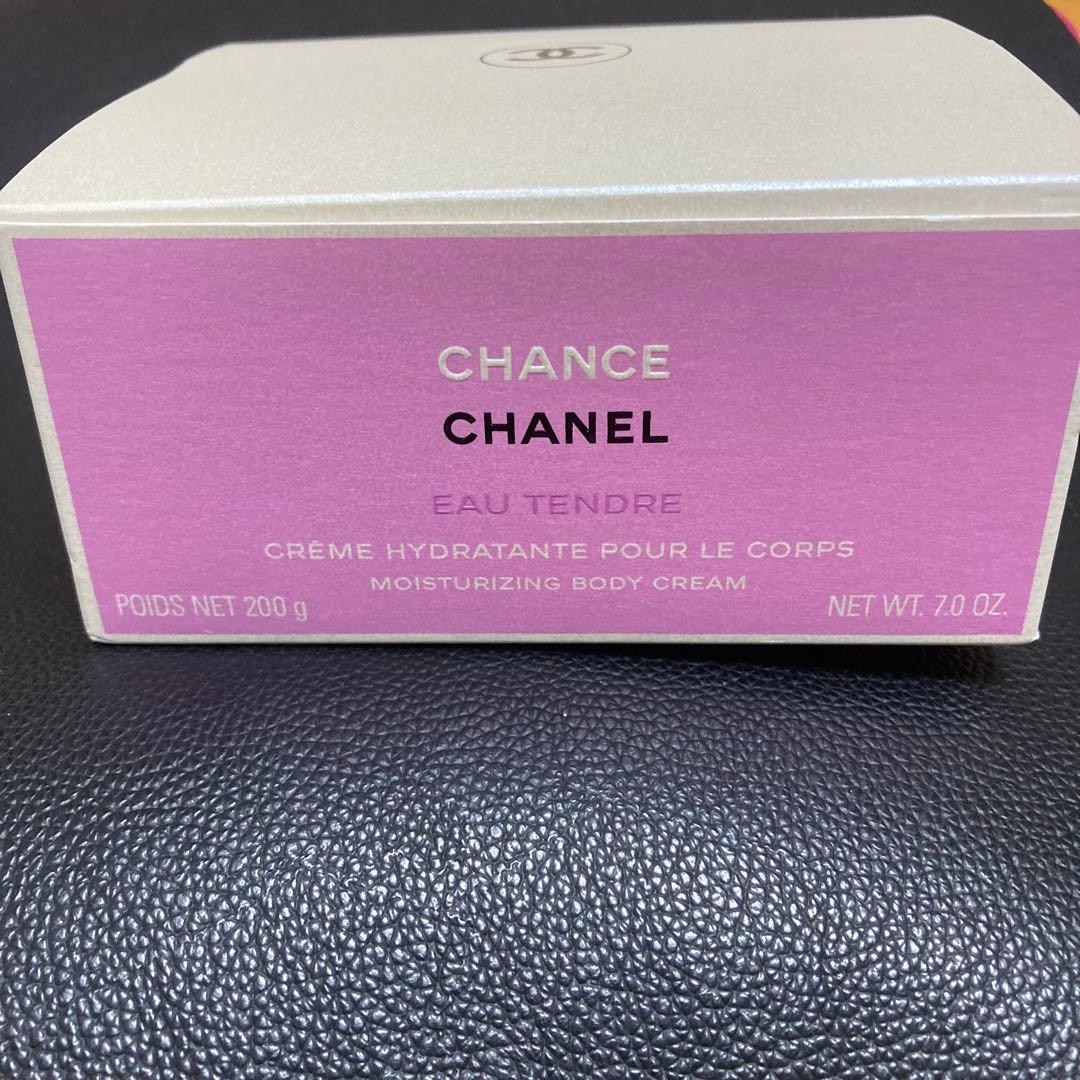 CHANCE
CHANEL
EAU TENDRE
CRÈME HYDRATANTE POUR LE CORPS
MOISTURIZING BODY CREAM
POIDS NET 200 g NET WT. 7.0 OZ.